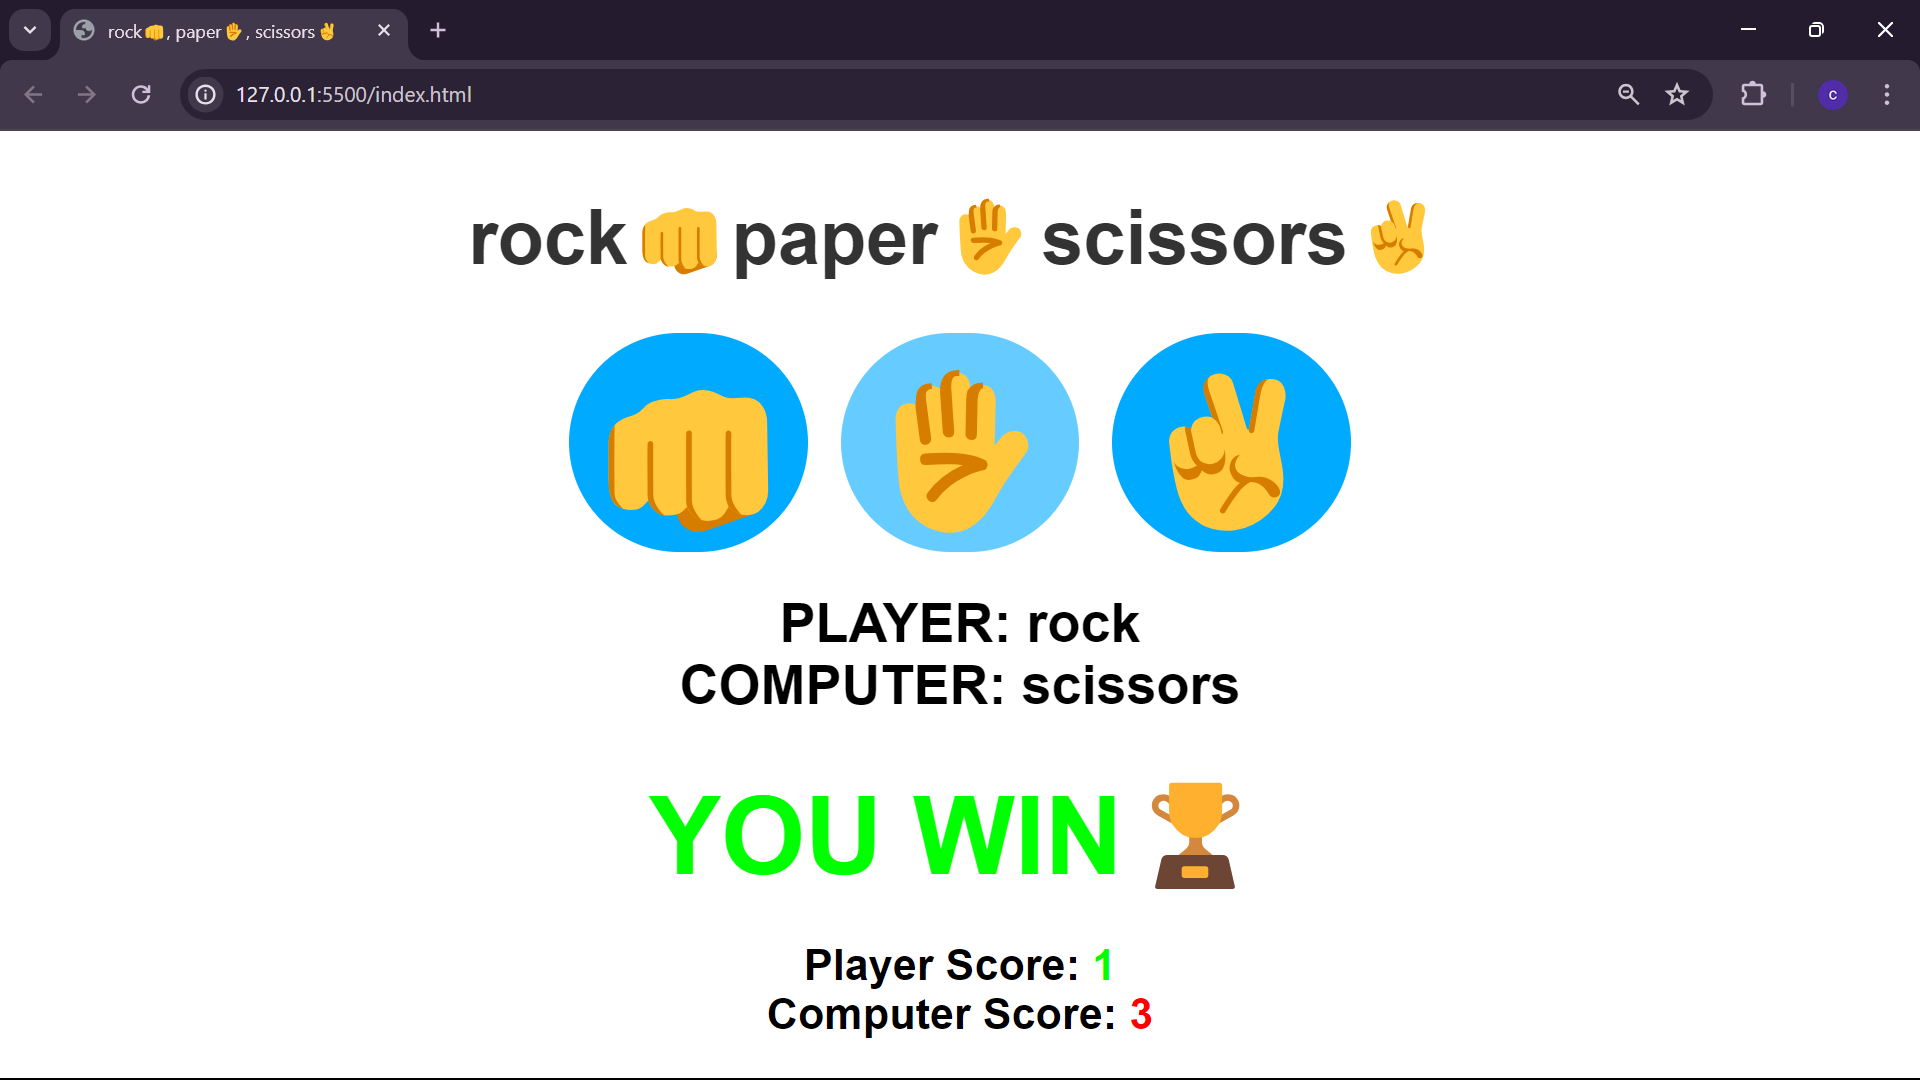 rock👊, paper🖐, scissors✌
127.0.0.1:5500/index.html
c
rock👊paper🖐scissors✌
PLAYER: rock
COMPUTER: scissors
YOU WIN 🏆
Player Score: 1
Computer Score: 3